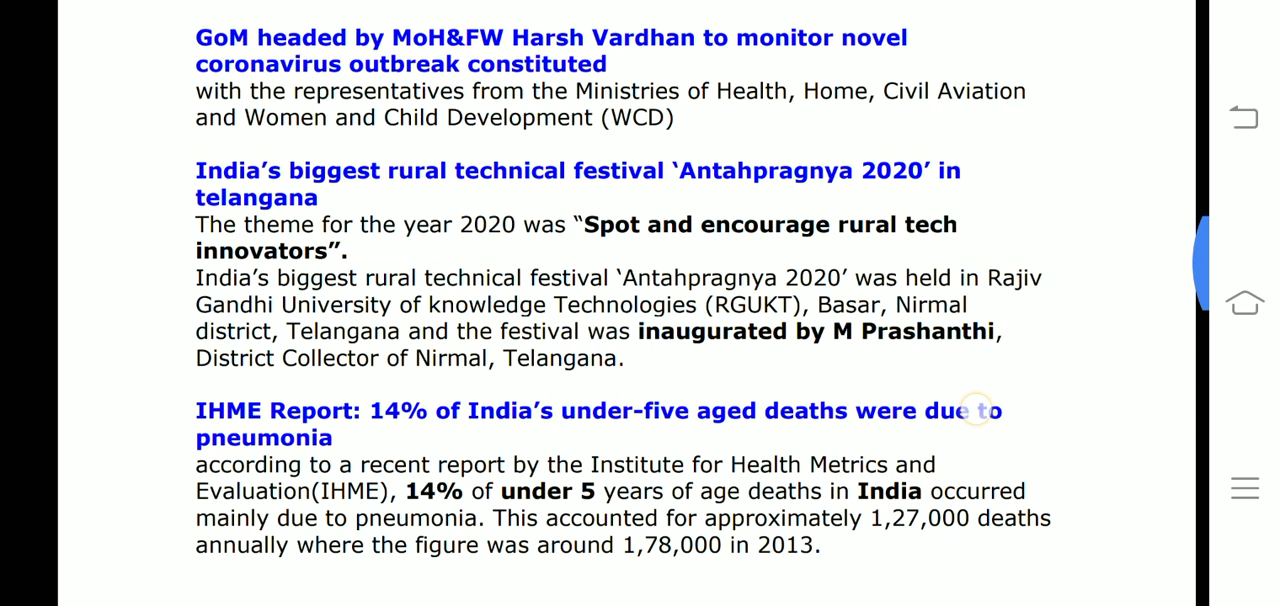 GoM headed by MoH&FW Harsh Vardhan to monitor novel
coronavirus outbreak constituted
with the representatives from the Ministries of Health, Home, Civil Aviation
and Women and Child Development (WCD)
India’s biggest rural technical festival ‘Antahpragnya 2020’ in
telangana
The theme for the year 2020 was “Spot and encourage rural tech
innovators”.
India’s biggest rural technical festival ‘Antahpragnya 2020’ was held in Rajiv
Gandhi University of knowledge Technologies (RGUKT), Basar, Nirmal
district, Telangana and the festival was inaugurated by M Prashanthi,
District Collector of Nirmal, Telangana.
IHME Report: 14% of India’s under-five aged deaths were due to
pneumonia
according to a recent report by the Institute for Health Metrics and
Evaluation(IHME), 14% of under 5 years of age deaths in India occurred
mainly due to pneumonia. This accounted for approximately 1,27,000 deaths
annually where the figure was around 1,78,000 in 2013.